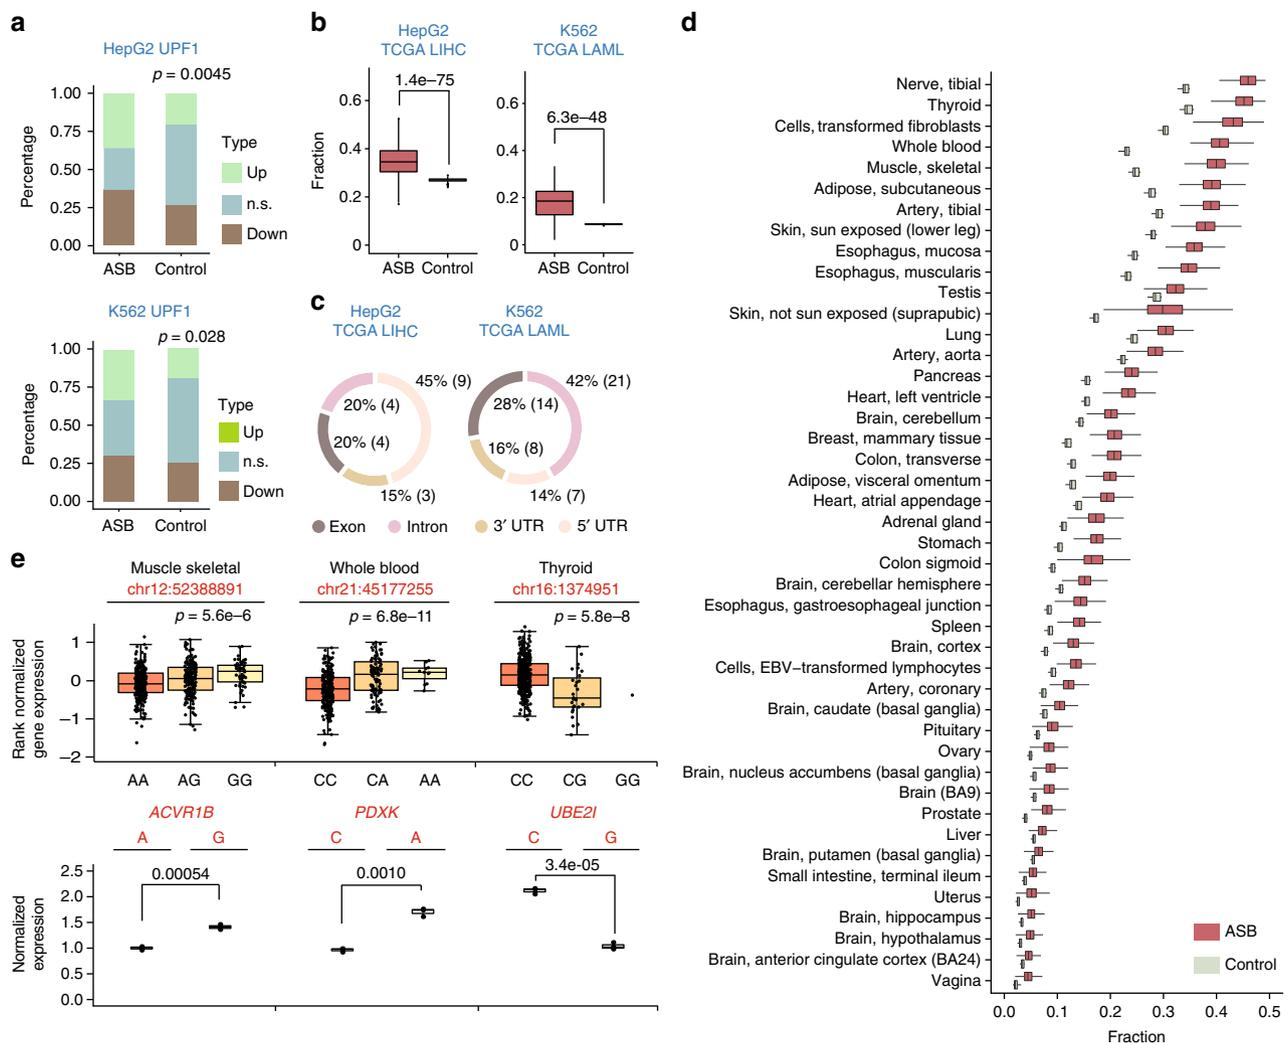 a
HepG2 UPF1
p = 0.0045
1.00
0.75
0.50
0.25
0.00
Percentage
ASB
Control
Type
Up
n.s.
Down
K562 UPF1
p = 0.028
1.00
0.75
0.50
0.25
0.00
Percentage
ASB
Control
Type
Up
n.s.
Down
b
HepG2
TCGA LIHC
1.4e–75
0.6
0.4
0.2
0
Fraction
ASB
Control
K562
TCGA LAML
6.3e–48
0.6
0.4
0.2
0
ASB
Control
c
HepG2
TCGA LIHC
45% (9)
20% (4)
20% (4)
15% (3)
K562
TCGA LAML
42% (21)
28% (14)
16% (8)
14% (7)
Exon
Intron
3′ UTR
5′ UTR
d
Nerve, tibial
Thyroid
Cells, transformed fibroblasts
Whole blood
Muscle, skeletal
Adipose, subcutaneous
Artery, tibial
Skin, sun exposed (lower leg)
Esophagus, mucosa
Esophagus, muscularis
Testis
Skin, not sun exposed (suprapubic)
Lung
Artery, aorta
Pancreas
Heart, left ventricle
Brain, cerebellum
Breast, mammary tissue
Colon, transverse
Adipose, visceral omentum
Heart, atrial appendage
Adrenal gland
Stomach
Colon sigmoid
Brain, cerebellar hemisphere
Esophagus, gastroesophageal junction
Spleen
Brain, cortex
Cells, EBV–transformed lymphocytes
Artery, coronary
Brain, caudate (basal ganglia)
Pituitary
Ovary
Brain, nucleus accumbens (basal ganglia)
Brain (BA9)
Prostate
Liver
Brain, putamen (basal ganglia)
Small intestine, terminal ileum
Uterus
Brain, hippocampus
Brain, hypothalamus
Brain, anterior cingulate cortex (BA24)
Vagina
0.0
0.1
0.2
0.3
0.4
0.5
Fraction
ASB
Control
e
Muscle skeletal
chr12:52388891
p = 5.6e–6
Whole blood
chr21:45177255
p = 6.8e–11
Thyroid
chr16:1374951
p = 5.8e–8
1
0
–1
–2
Rank normalized
gene expression
AA
AG
GG
CC
CA
AA
CC
CG
GG
ACVR1B
A
G
PDXK
C
A
UBE2I
C
G
0.00054
0.0010
3.4e-05
2.5
2.0
1.5
1.0
0.5
0.0
Normalized
expression